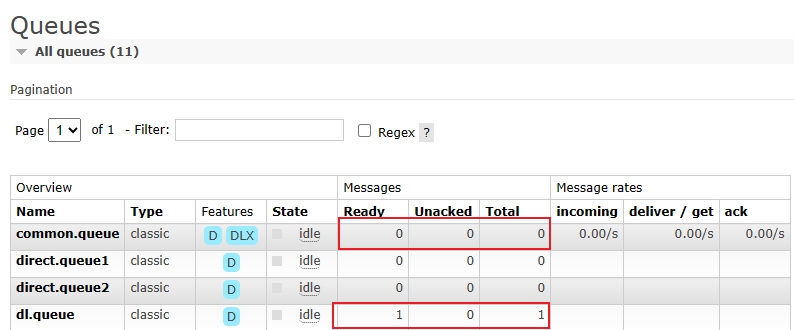 Queues
All queues (11)
Pagination
Page 1 of 1 - Filter: Regex ?
Overview Messages Message rates
Name Type Features State Ready Unacked Total incoming deliver / get ack
common.queue classic D DLX idle 0 0 0 0.00/s 0.00/s 0.00/s
direct.queue1 classic D idle 0 0 0
direct.queue2 classic D idle 0 0 0
dl.queue classic D idle 1 0 1